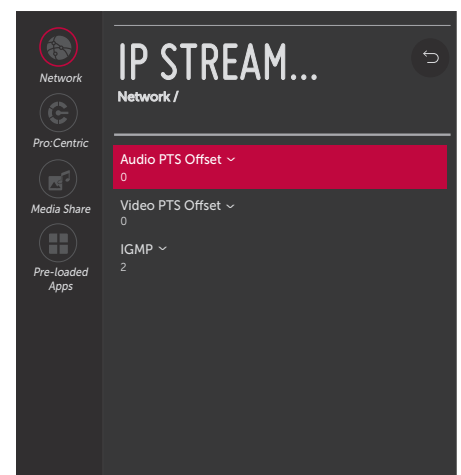 Network
Pro:Centric
Media Share
Pre-loaded
Apps
IP STREAM...
Network /
Audio PTS Offset
0
Video PTS Offset
0
IGMP
2